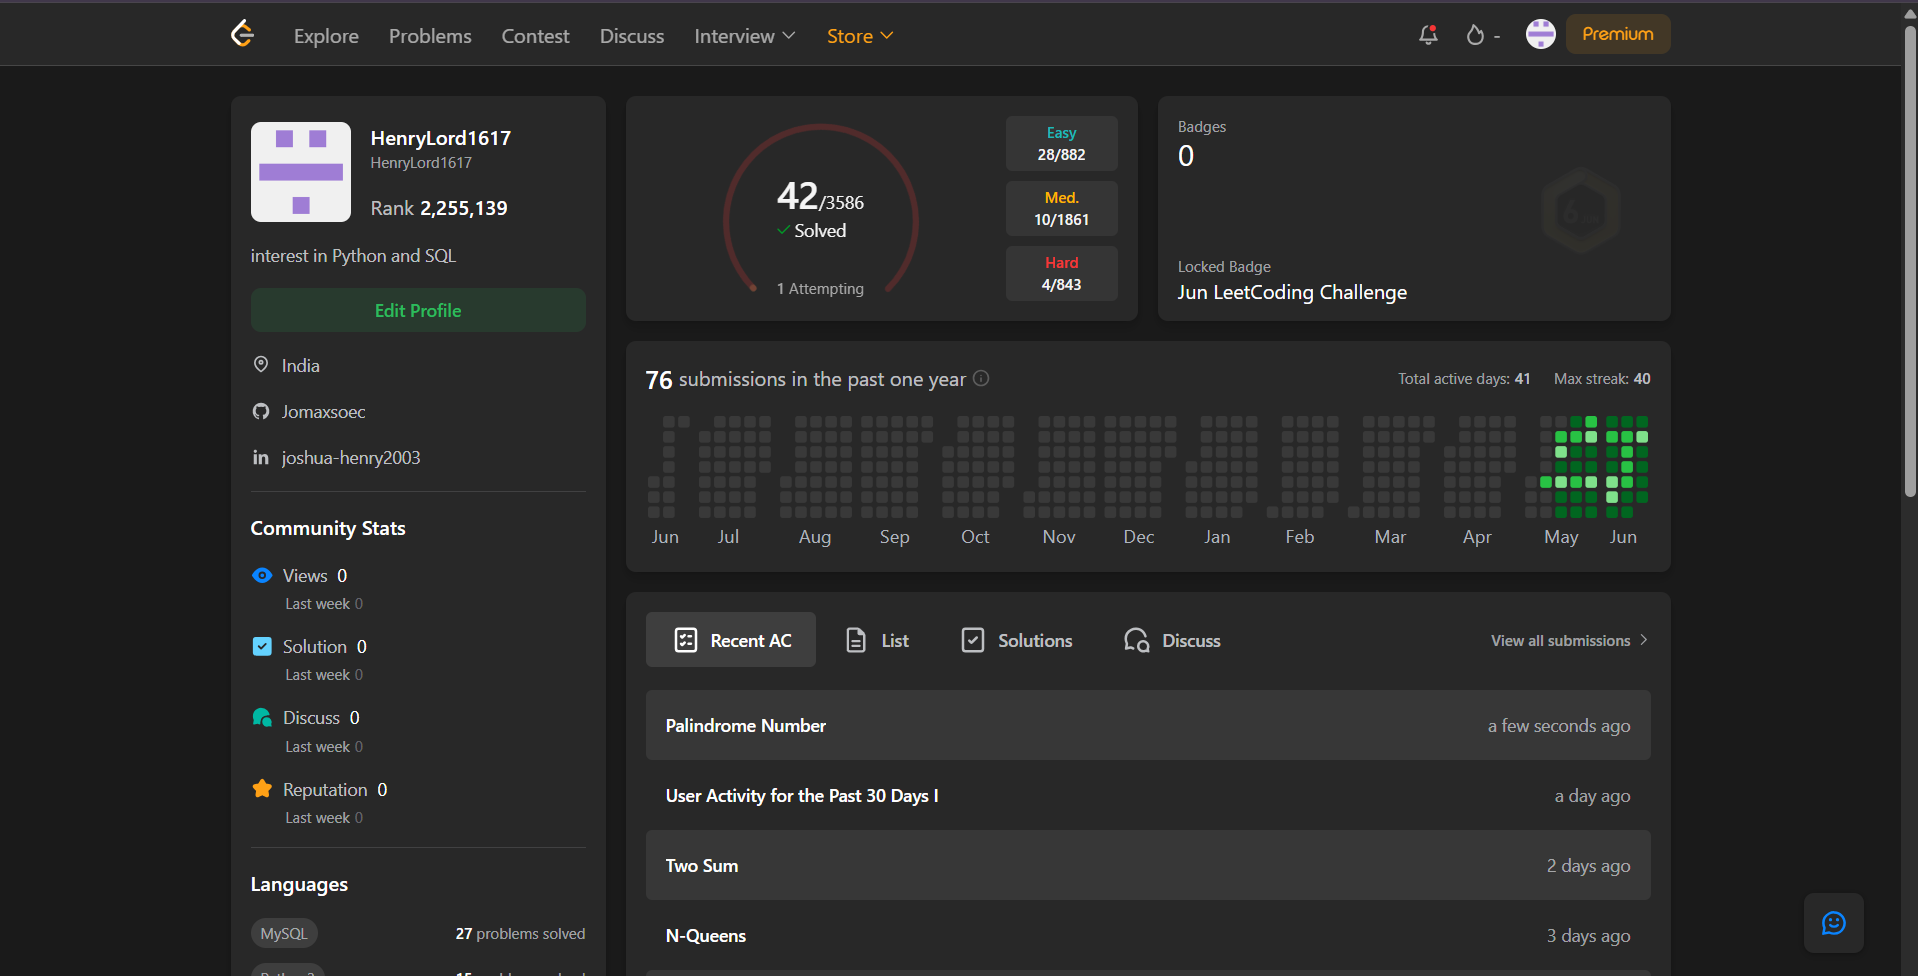 Explore Problems Contest Discuss Interview Store - Premium
HenryLord1617
HenryLord1617
Rank 2,255,139
interest in Python and SQL
Edit Profile
India
Jomaxsoec
joshua-henry2003
Community Stats
Views 0
Last week 0
Solution 0
Last week 0
Discuss 0
Last week 0
Reputation 0
Last week 0
Languages
MySQL 27 problems solved
42/3586
Solved
1 Attempting
Easy
28/882
Med.
10/1861
Hard
4/843
Badges
0
Locked Badge
Jun LeetCoding Challenge
76 submissions in the past one year Total active days: 41 Max streak: 40
Jun Jul Aug Sep Oct Nov Dec Jan Feb Mar Apr May Jun
Recent AC List Solutions Discuss View all submissions
Palindrome Number a few seconds ago
User Activity for the Past 30 Days I a day ago
Two Sum 2 days ago
N-Queens 3 days ago